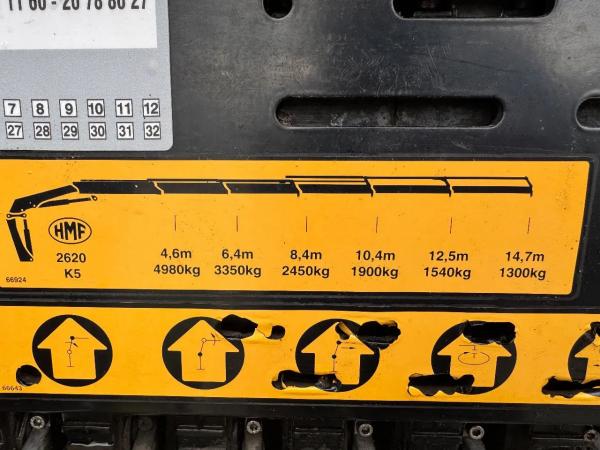 11 60 - 20 78 80 27
7 8 9 10 11 12
27 28 29 30 31 32
HMF
2620
K5
4,6m 6,4m 8,4m 10,4m 12,5m 14,7m
4980kg 3350kg 2450kg 1900kg 1540kg 1300kg
66924
66643